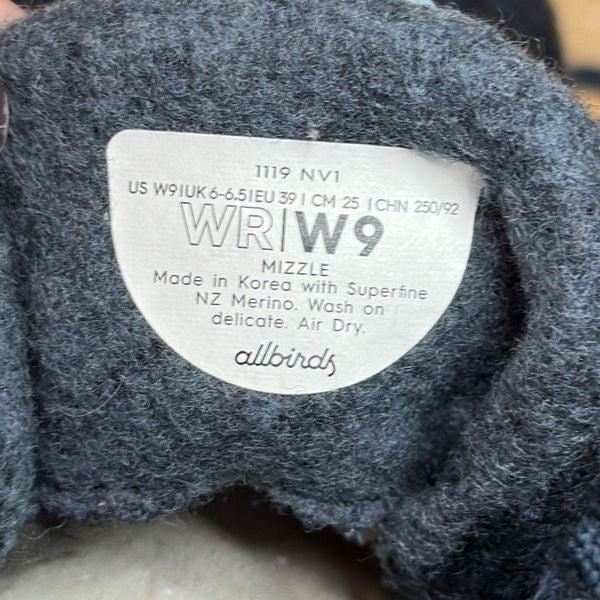 1119 NV1
US W9 | UK 6-6.5 | EU 39 | CM 25 | CHN 250/92
WR | W9
MIZZLE
Made in Korea with Superfine
NZ Merino. Wash on
delicate. Air Dry.
allbirds